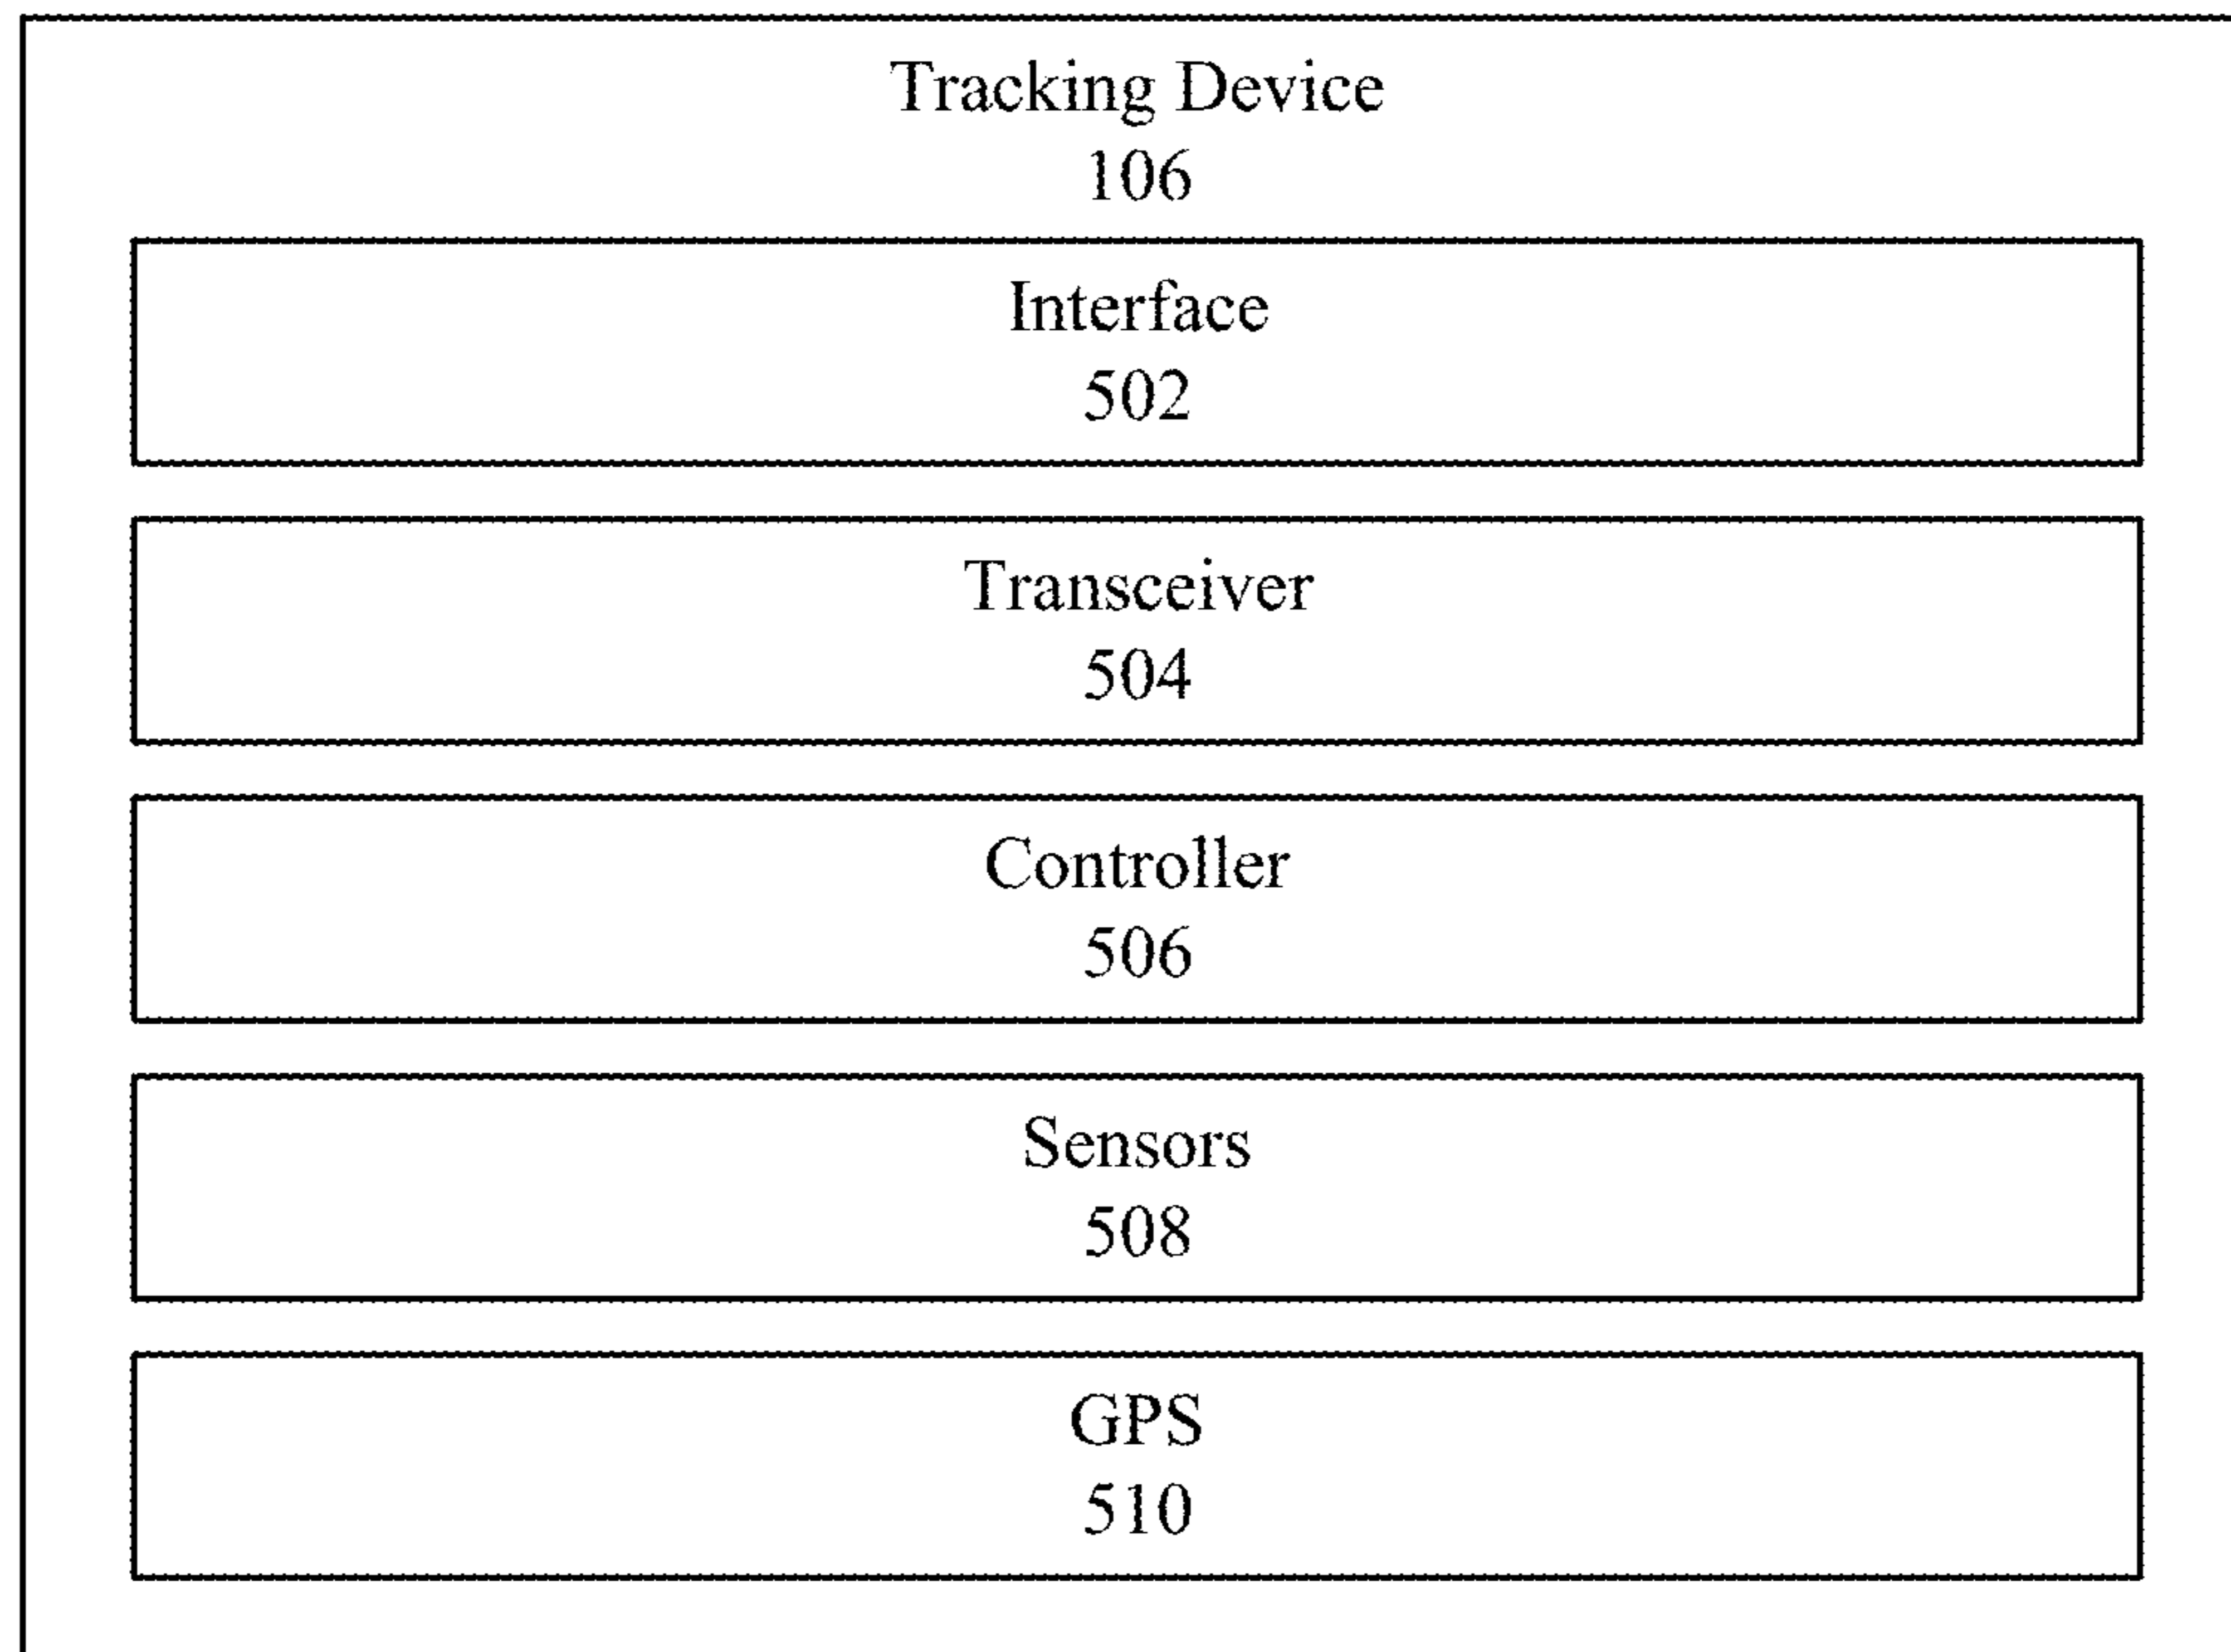 Tracking Device
106
Interface
502
Transceiver
504
Controller
506
Sensors
508
GPS
510